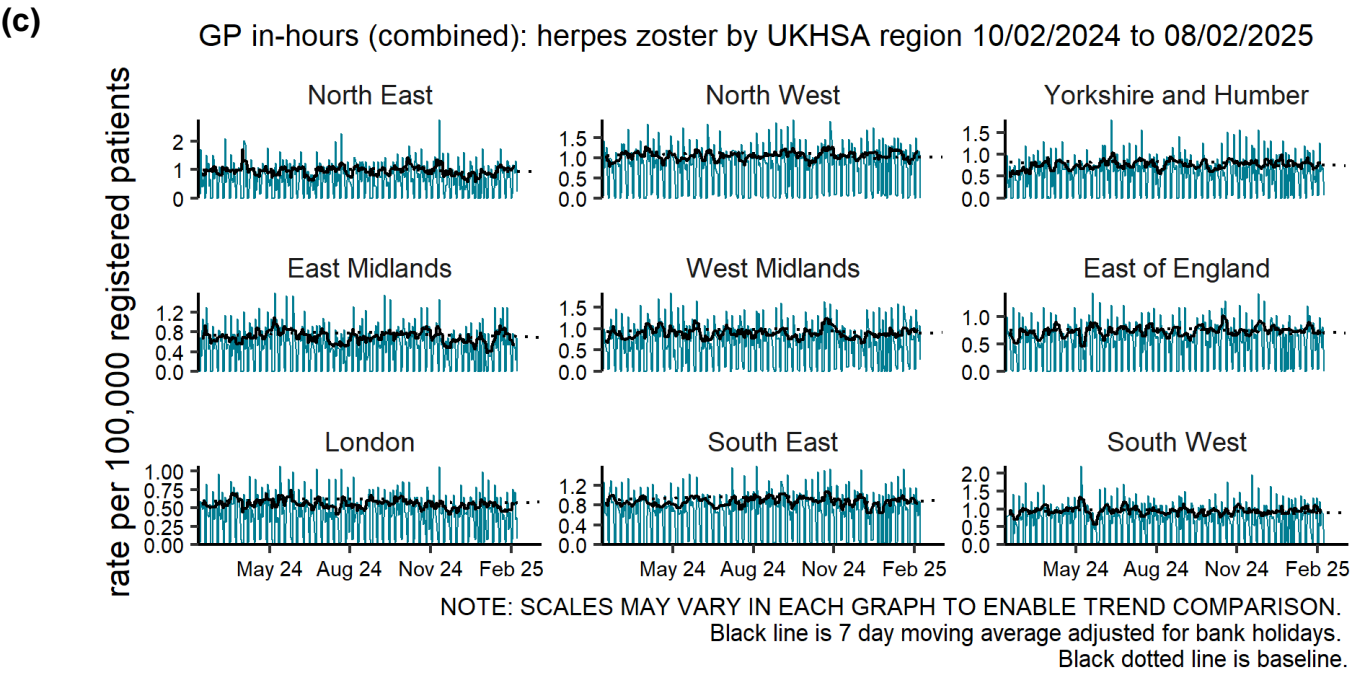 (c)
GP in-hours (combined): herpes zoster by UKHSA region 10/02/2024 to 08/02/2025
rate per 100,000 registered patients
North East
2
1
0
North West
1.5
1.0
0.5
0.0
Yorkshire and Humber
1.5
1.0
0.5
0.0
East Midlands
1.2
0.8
0.4
0.0
West Midlands
1.5
1.0
0.5
0.0
East of England
1.0
0.5
0.0
London
1.00
0.75
0.50
0.25
0.00
South East
1.2
0.8
0.4
0.0
South West
2.0
1.5
1.0
0.5
0.0
May 24 Aug 24 Nov 24 Feb 25
May 24 Aug 24 Nov 24 Feb 25
May 24 Aug 24 Nov 24 Feb 25
NOTE: SCALES MAY VARY IN EACH GRAPH TO ENABLE TREND COMPARISON.
Black line is 7 day moving average adjusted for bank holidays.
Black dotted line is baseline.